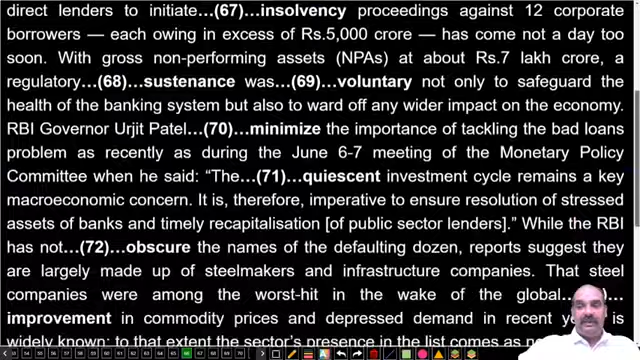 direct lenders to initiate…(67)…insolvency proceedings against 12 corporate
borrowers — each owing in excess of Rs.5,000 crore — has come not a day too
soon. With gross non-performing assets (NPAs) at about Rs.7 lakh crore, a
regulatory…(68)…sustenance was…(69)…voluntary not only to safeguard the
health of the banking system but also to ward off any wider impact on the economy.
RBI Governor Urjit Patel…(70)…minimize the importance of tackling the bad loans
problem as recently as during the June 6-7 meeting of the Monetary Policy
Committee when he said: “The …(71)…quiescent investment cycle remains a key
macroeconomic concern. It is, therefore, imperative to ensure resolution of stressed
assets of banks and timely recapitalisation [of public sector lenders].” While the RBI
has not…(72)…obscure the names of the defaulting dozen, reports suggest they
are largely made up of steelmakers and infrastructure companies. That steel
companies were among the worst-hit in the wake of the global
improvement in commodity prices and depressed demand in recent
widely known: to that extent the sector's presence in the list comes as